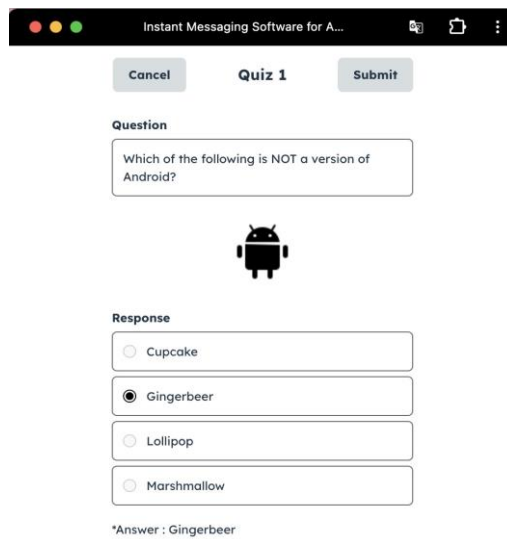 Instant Messaging Software for A...
Cancel
Quiz 1
Submit
Question
Which of the following is NOT a version of
Android?
Response
Cupcake
Gingerbeer
Lollipop
Marshmallow
*Answer : Gingerbeer